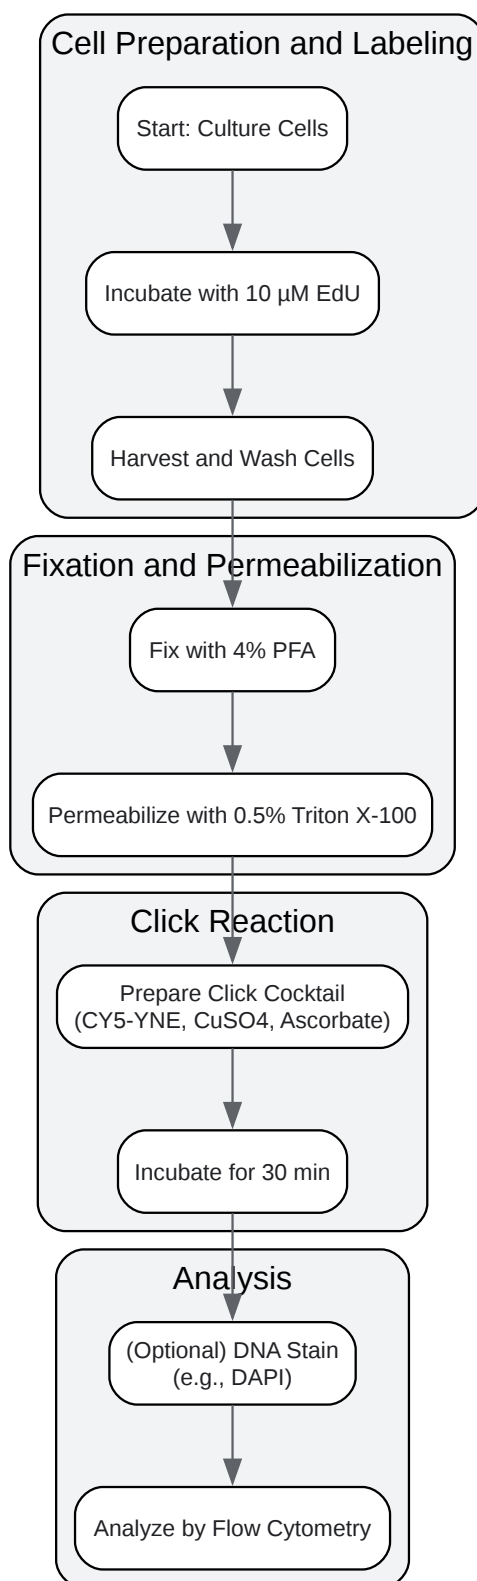 Cell Preparation and Labeling
Start: Culture Cells
Incubate with 10 µM EdU
Harvest and Wash Cells
Fixation and Permeabilization
Fix with 4% PFA
Permeabilize with 0.5% Triton X-100
Click Reaction
Prepare Click Cocktail
(CY5-YNE, CuSO4, Ascorbate)
Incubate for 30 min
Analysis
(Optional) DNA Stain
(e.g., DAPI)
Analyze by Flow Cytometry